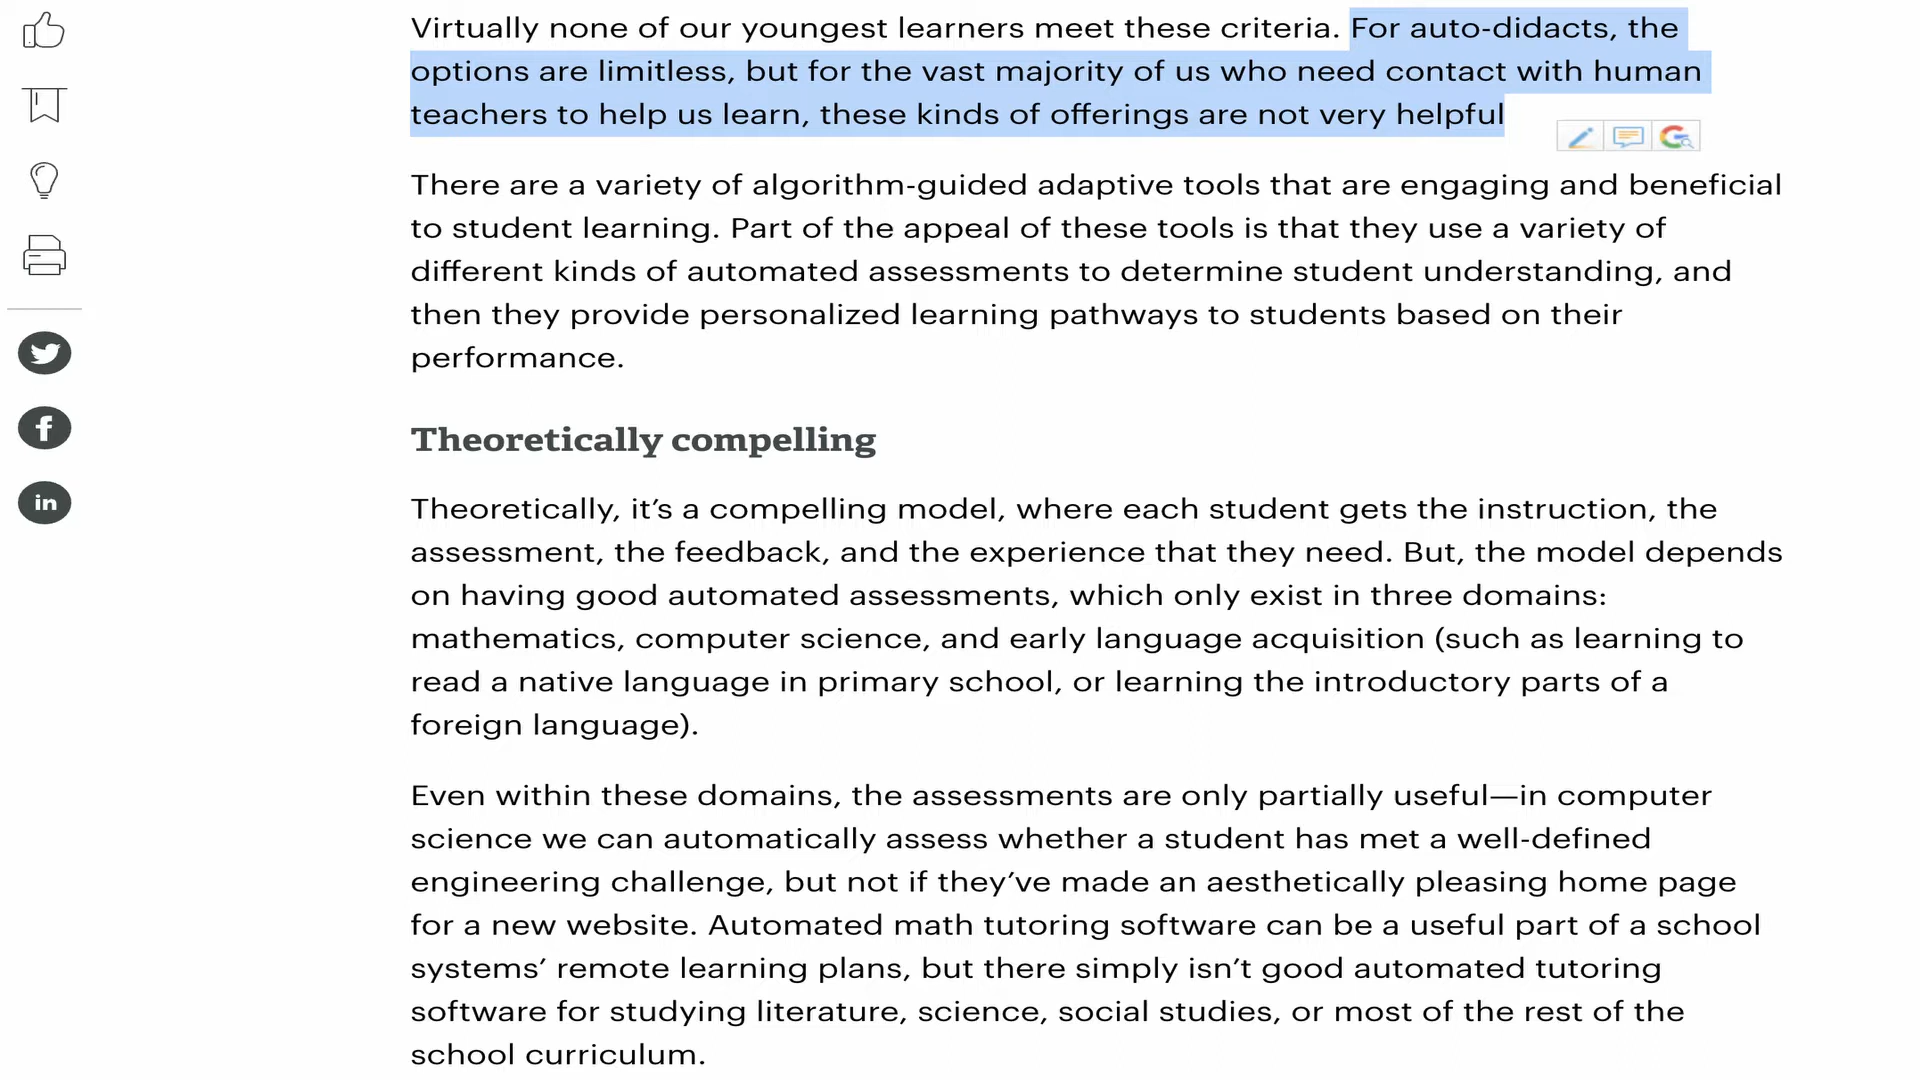 Virtually none of our youngest learners meet these criteria. For auto-didacts, the
options are limitless, but for the vast majority of us who need contact with human
teachers to help us learn, these kinds of offerings are not very helpful
There are a variety of algorithm-guided adaptive tools that are engaging and beneficial
to student learning. Part of the appeal of these tools is that they use a variety of
different kinds of automated assessments to determine student understanding, and
then they provide personalized learning pathways to students based on their
performance.
Theoretically compelling
Theoretically, it’s a compelling model, where each student gets the instruction, the
assessment, the feedback, and the experience that they need. But, the model depends
on having good automated assessments, which only exist in three domains:
mathematics, computer science, and early language acquisition (such as learning to
read a native language in primary school, or learning the introductory parts of a
foreign language).
Even within these domains, the assessments are only partially useful—in computer
science we can automatically assess whether a student has met a well-defined
engineering challenge, but not if they’ve made an aesthetically pleasing home page
for a new website. Automated math tutoring software can be a useful part of a school
systems’ remote learning plans, but there simply isn’t good automated tutoring
software for studying literature, science, social studies, or most of the rest of the
school curriculum.